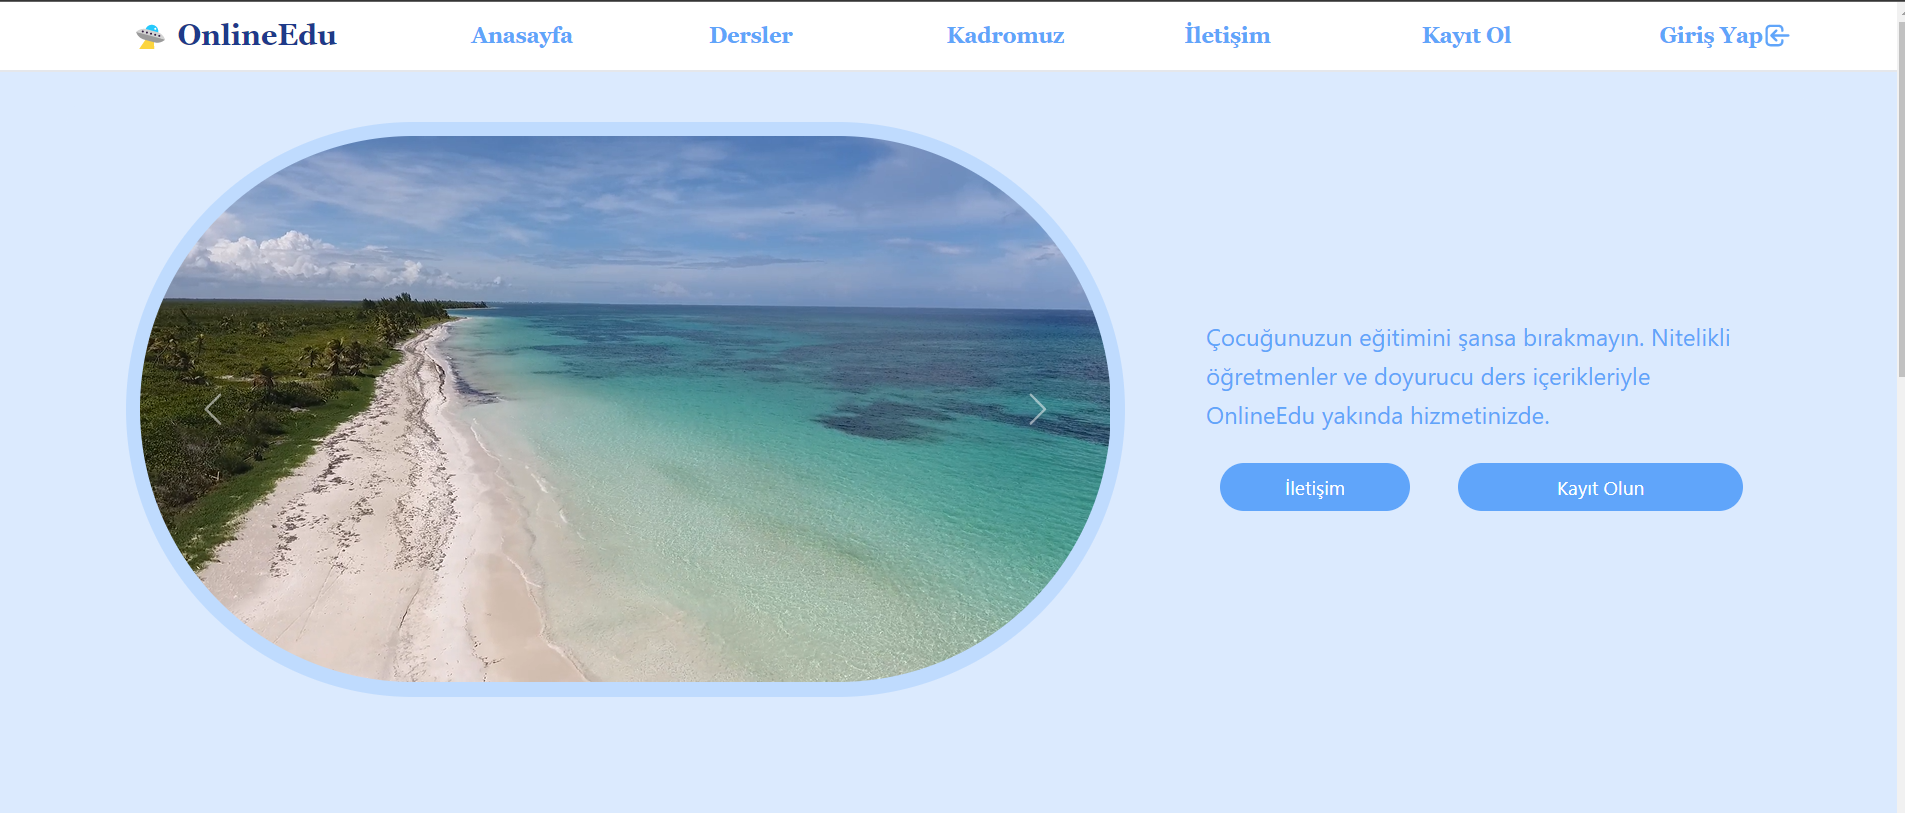 OnlineEdu
Anasayfa
Dersler
Kadromuz
İletişim
Kayıt Ol
Giriş Yap
Çocuğunuzun eğitimini şansa bırakmayın. Nitelikli
öğretmenler ve doyurucu ders içerikleriyle
OnlineEdu yakında hizmetinizde.
İletişim
Kayıt Olun